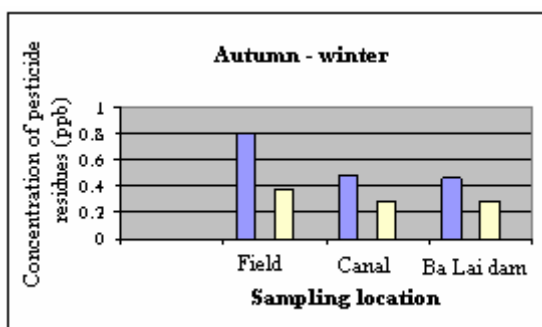 Autumn - winter
Concentration of pesticide
residues (ppb)
1
0.8
0.6
0.4
0.2
0
Field Canal Ba Lai dam
Sampling location